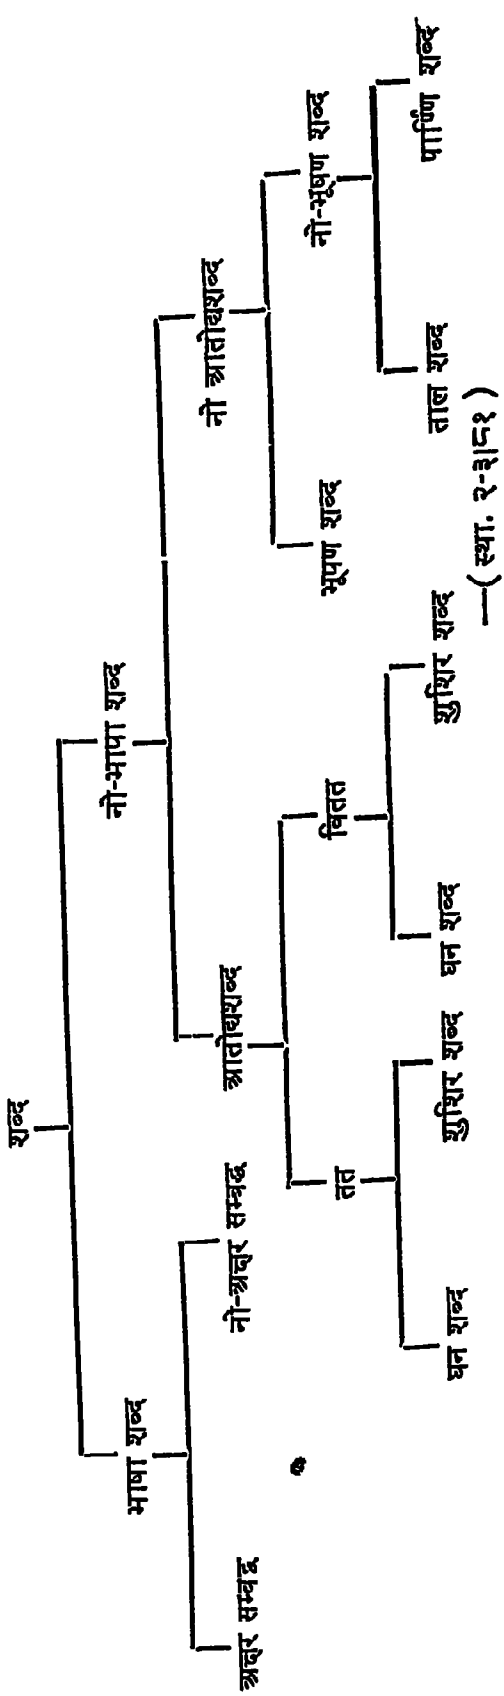 शब्द
भाषा शब्द
नो-भाषा शब्द
अक्षर सम्बद्ध
नो-अक्षर सम्बद्ध
आतोद्यशब्द
नो आतोद्यशब्द
तत
वितत
भूषण शब्द
नो-भूषण शब्द
घन शब्द
शुशिर शब्द
घन शब्द
शुशिर शब्द
ताल शब्द
पार्ष्णि शब्द
—(स्था. २-३|८१)